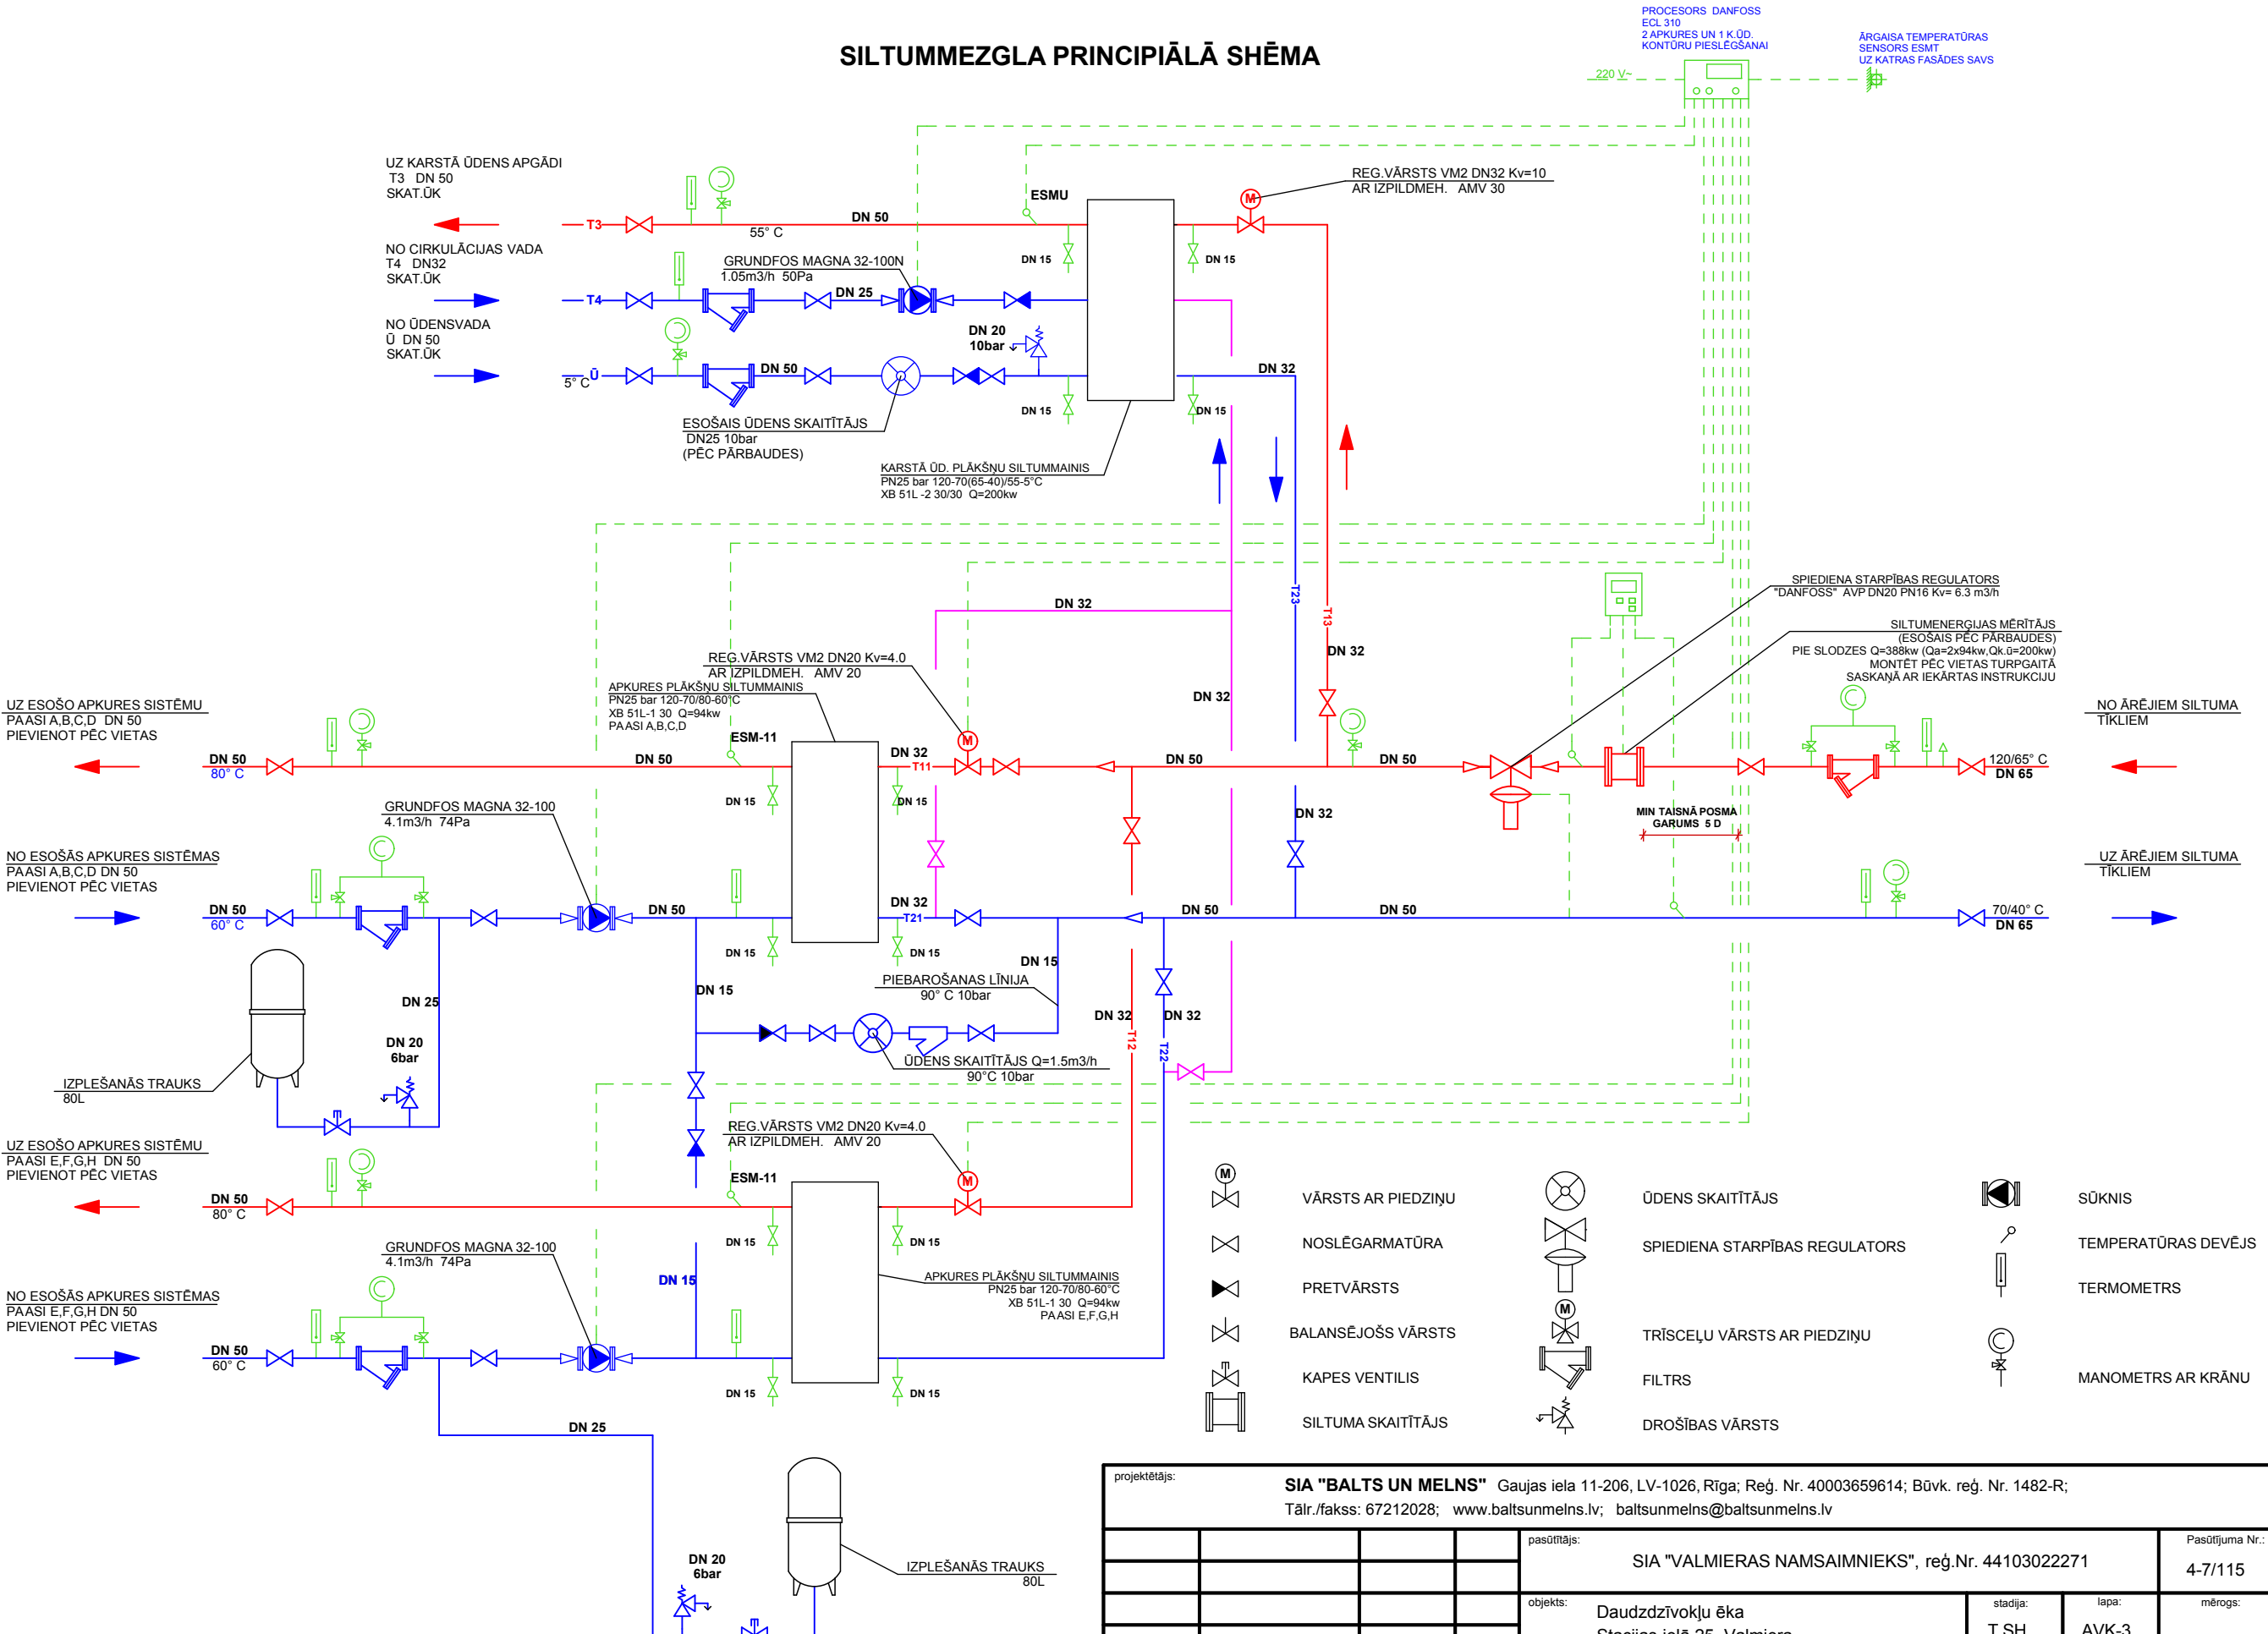 SILTUMMEZGLA PRINCIPIĀLĀ SHĒMA
PROCESORS DANFOSS
ECL 310
2 APKURES UN 1 K.ŪD.
KONTŪRU PIESLĒGŠANAI
ĀRGAISA TEMPERATŪRAS
SENSORS ESMT
UZ KATRAS FASĀDES SAVS
220 V~
UZ KARSTĀ ŪDENS APGĀDI
T3 DN 50
SKAT.ŪK
T3
55° C
DN 50
ESMU
M
REG.VĀRSTS VM2 DN32 Kv=10
AR IZPILDMEH. AMV 30
DN 15
DN 15
NO CIRKULĀCIJAS VADA
T4 DN32
SKAT.ŪK
T4
GRUNDFOS MAGNA 32-100N
1.05m3/h 50Pa
DN 25
NO ŪDENSVADA
Ū DN 50
SKAT.ŪK
5° C
Ū
DN 50
DN 20
10bar
DN 32
DN 15
DN 15
ESOŠAIS ŪDENS SKAITĪTĀJS
DN25 10bar
(PĒC PĀRBAUDES)
KARSTĀ ŪD. PLĀKŠŅU SILTUMMAINIS
PN25 bar 120-70(65-40)/55-5°C
XB 51L -2 30/30 Q=200kw
T23
T13
DN 32
DN 32
DN 32
SPIEDIENA STARPĪBAS REGULATORS
"DANFOSS" AVP DN20 PN16 Kv= 6.3 m3/h
SILTUMENERĢIJAS MĒRĪTĀJS
(ESOŠAIS PĒC PĀRBAUDES)
PIE SLODZES Q=388kw (Qa=2x94kw,Qk.ū=200kw)
MONTĒT PĒC VIETAS TURPGAITĀ
SASKAŅĀ AR IEKĀRTAS INSTRUKCIJU
REG.VĀRSTS VM2 DN20 Kv=4.0
AR IZPILDMEH. AMV 20
APKURES PLĀKŠŅU SILTUMMAINIS
PN25 bar 120-70/80-60°C
XB 51L-1 30 Q=94kw
PAASI A,B,C,D
UZ ESOŠO APKURES SISTĒMU
PAASI A,B,C,D DN 50
PIEVIENOT PĒC VIETAS
DN 50
80° C
DN 50
ESM-11
DN 32
T11
M
DN 50
DN 50
120/65° C
DN 65
NO ĀRĒJIEM SILTUMA
TĪKLIEM
DN 15
DN 15
DN 32
MIN TAISNĀ POSMA
GARUMS 5 D
GRUNDFOS MAGNA 32-100
4.1m3/h 74Pa
NO ESOŠĀS APKURES SISTĒMAS
PAASI A,B,C,D DN 50
PIEVIENOT PĒC VIETAS
DN 50
60° C
DN 50
DN 32
T21
DN 50
DN 50
70/40° C
DN 65
UZ ĀRĒJIEM SILTUMA
TĪKLIEM
DN 15
DN 15
DN 15
DN 15
DN 25
PIEBAROŠANAS LĪNIJA
90° C 10bar
DN 32
DN 32
T12
T22
DN 20
6bar
ŪDENS SKAITĪTĀJS Q=1.5m3/h
90°C 10bar
IZPLEŠANĀS TRAUKS
80L
REG.VĀRSTS VM2 DN20 Kv=4.0
AR IZPILDMEH. AMV 20
UZ ESOŠO APKURES SISTĒMU
PAASI E,F,G,H DN 50
PIEVIENOT PĒC VIETAS
DN 50
80° C
ESM-11
M
DN 15
DN 15
GRUNDFOS MAGNA 32-100
4.1m3/h 74Pa
DN 15
APKURES PLĀKŠŅU SILTUMMAINIS
PN25 bar 120-70/80-60°C
XB 51L-1 30 Q=94kw
PAASI E,F,G,H
NO ESOŠĀS APKURES SISTĒMAS
PAASI E,F,G,H DN 50
PIEVIENOT PĒC VIETAS
DN 50
60° C
DN 15
DN 15
DN 25
DN 20
6bar
IZPLEŠANĀS TRAUKS
80L
M
VĀRSTS AR PIEDZIŅU
NOSLĒGARMATŪRA
PRETVĀRSTS
BALANSĒJOŠS VĀRSTS
KAPES VENTILIS
SILTUMA SKAITĪTĀJS
ŪDENS SKAITĪTĀJS
SPIEDIENA STARPĪBAS REGULATORS
M
TRĪSCEĻU VĀRSTS AR PIEDZIŅU
FILTRS
DROŠĪBAS VĀRSTS
SŪKNIS
TEMPERATŪRAS DEVĒJS
TERMOMETRS
MANOMETRS AR KRĀNU
projektētājs:
SIA "BALTS UN MELNS" Gaujas iela 11-206, LV-1026, Rīga; Reģ. Nr. 40003659614; Būvk. reģ. Nr. 1482-R;
Tālr./fakss: 67212028; www.baltsunmelns.lv; baltsunmelns@baltsunmelns.lv
pasūtītājs:
SIA "VALMIERAS NAMSAIMNIEKS", reģ.Nr. 44103022271
Pasūtījuma Nr.:
4-7/115
objekts:
Daudzdzīvokļu ēka
Stacijas ielā 25, Valmiera
stadija:
T.SH.
lapa:
AVK-3
mērogs: